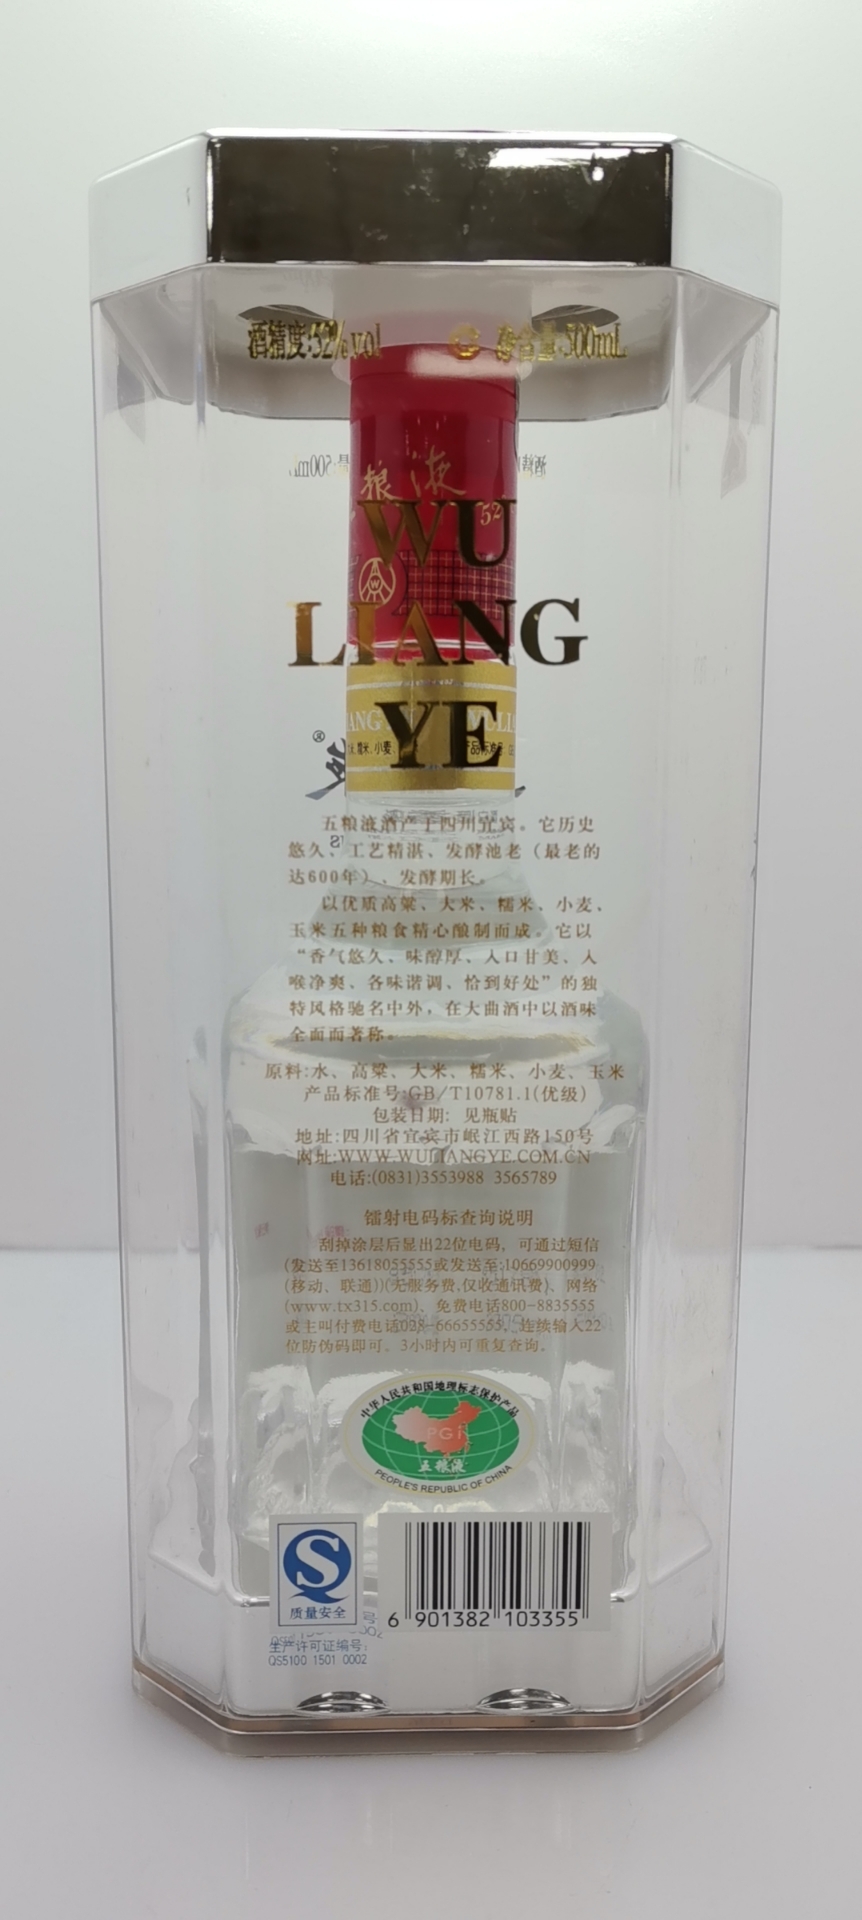 酒精度:52%vol 净含量:500mL
粮液
52
WU
LIANG
YE
五粮液酒产于四川宜宾。它历史
悠久、工艺精湛、发酵池老（最老的
达600年）、发酵期长。
以优质高粱、大米、糯米、小麦、
玉米五种粮食精心酿制而成。它以
“香气悠久、味醇厚、入口甘美、入
喉净爽、各味谐调、恰到好处”的独
特风格驰名中外，在大曲酒中以酒味
全面而著称。
原料:水、高粱、大米、糯米、小麦、玉米
产品标准号:GB/T10781.1(优级)
包装日期: 见瓶贴
地址:四川省宜宾市岷江西路150号
网址:WWW.WULIANGYE.COM.CN
电话:(0831)3553988 3565789
镭射电码标查询说明
刮掉涂层后显出22位电码，可通过短信
(发送至13618055555或发送至:10669900999
(移动、联通))(无服务费,仅收通讯费)、网络
(www.tx315.com)、免费电话800-8835555
或主叫付费电话028-66655555，连续输入22
位防伪码即可。3小时内可重复查询。
中华人民共和国地理标志保护产品
PGi
五粮液
PEOPLE'S REPUBLIC OF CHINA
质量安全
6 901382 103355
生产许可证编号:
QS5100 1501 0002